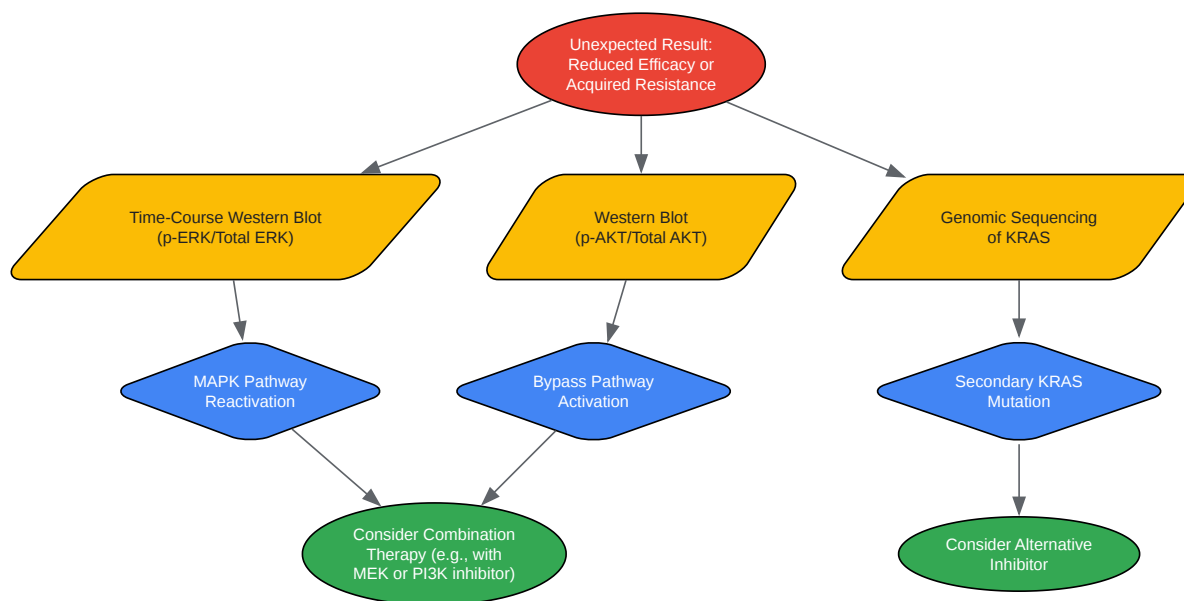 Unexpected Result:
Reduced Efficacy or
Acquired Resistance
Time-Course Western Blot
(p-ERK/Total ERK)
Western Blot
(p-AKT/Total AKT)
Genomic Sequencing
of KRAS
MAPK Pathway
Reactivation
Bypass Pathway
Activation
Secondary KRAS
Mutation
Consider Combination
Therapy (e.g., with
MEK or PI3K inhibitor)
Consider Alternative
Inhibitor